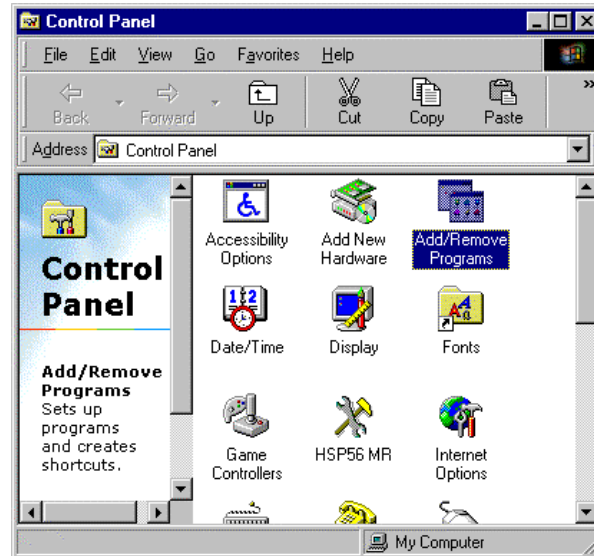 Control Panel
File Edit View Go Favorites Help
Back Forward Up Cut Copy Paste »
Address Control Panel
Control
Panel
Add/Remove
Programs
Sets up
programs
and creates
shortcuts.
Accessibility
Options
Add New
Hardware
Add/Remove
Programs
Date/Time
Display
Fonts
Game
Controllers
HSP56 MR
Internet
Options
My Computer